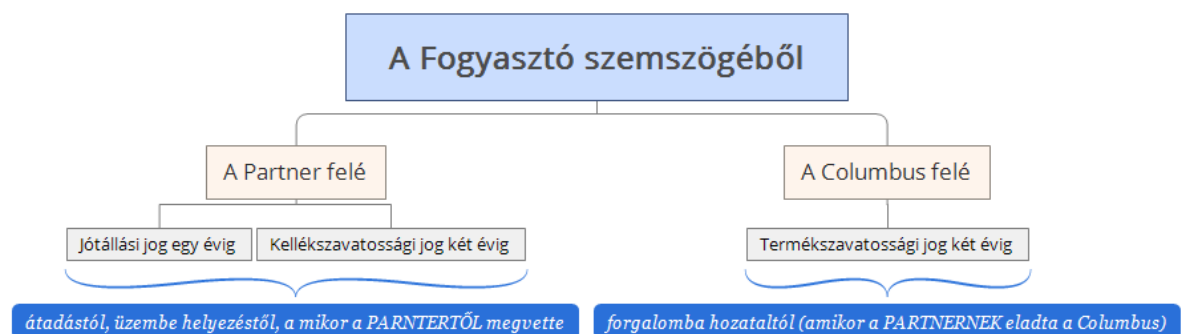 A Fogyasztó szemszögéből
A Partner felé
A Columbus felé
Jótállási jog egy évig
Kellékszavatossági jog két évig
Termékszavatossági jog két évig
átadástól, üzembe helyezéstől, a mikor a PARNTERTŐL megvette
forgalomba hozataltól (amikor a PARTNERNEK eladta a Columbus)